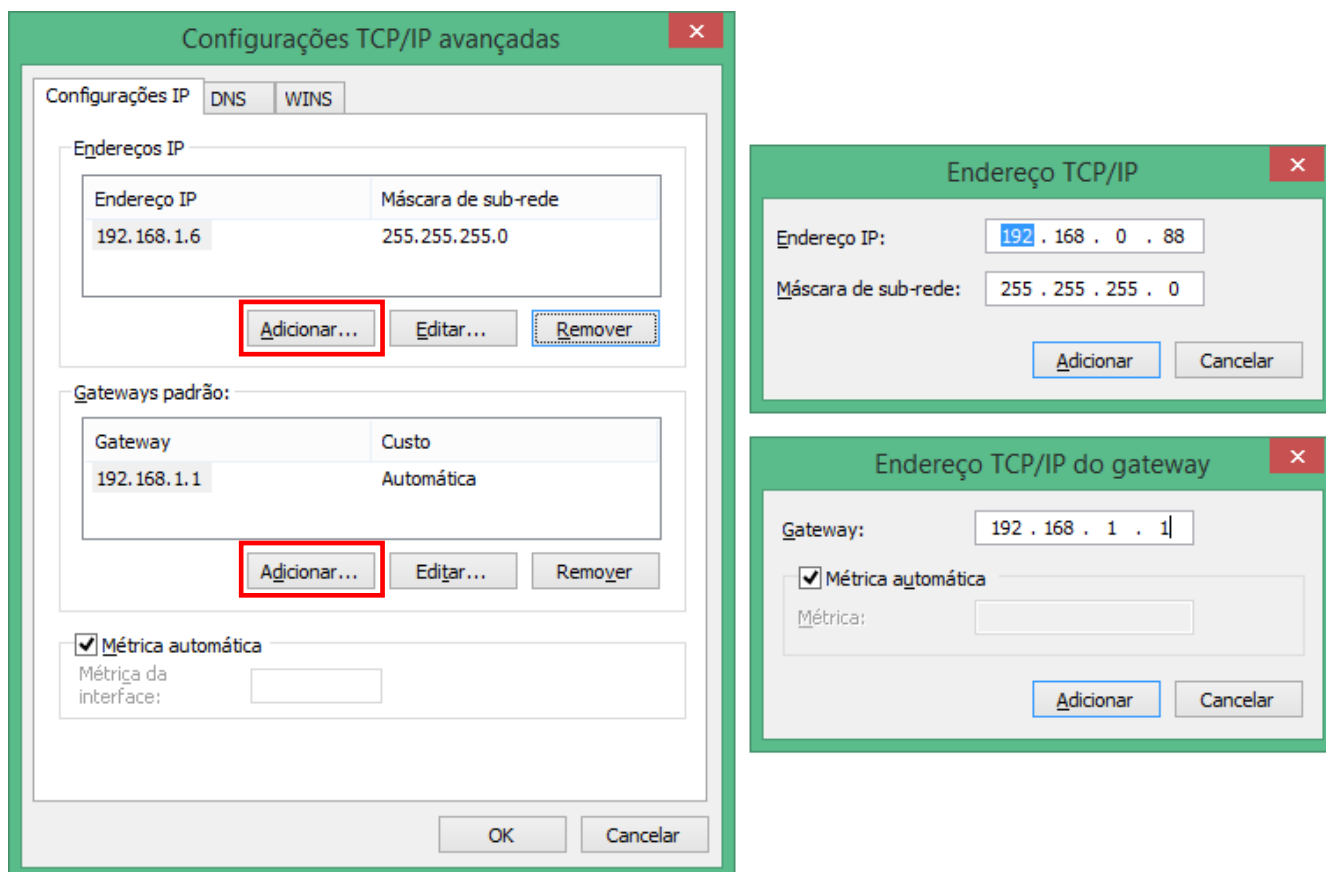 Configurações TCP/IP avançadas
Configurações IP DNS WINS
Endereços IP
Endereço IP Máscara de sub-rede
192.168.1.6 255.255.255.0
Adicionar... Editar... Remover
Gateways padrão:
Gateway Custo
192.168.1.1 Automática
Adicionar... Editar... Remover
Métrica automática
Métrica da
interface:
OK Cancelar
Endereço TCP/IP
Endereço IP: 192 . 168 . 0 . 88
Máscara de sub-rede: 255 . 255 . 255 . 0
Adicionar Cancelar
Endereço TCP/IP do gateway
Gateway: 192 . 168 . 1 . 1
Métrica automática
Métrica:
Adicionar Cancelar